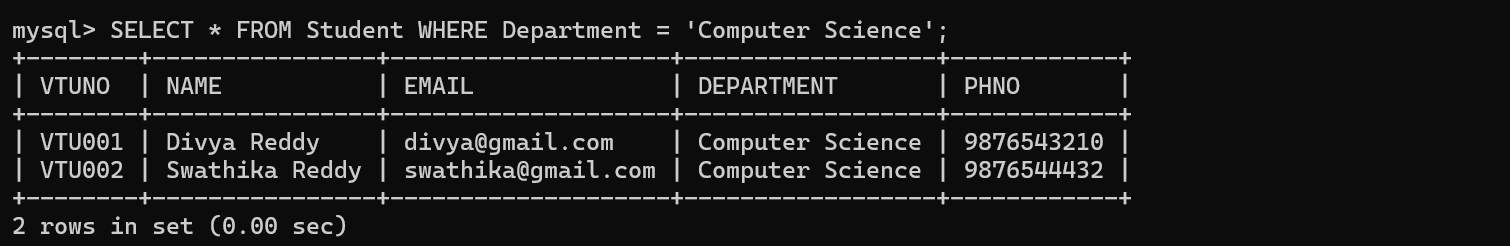 mysql> SELECT * FROM Student WHERE Department = 'Computer Science';
+--------+----------------+--------------------+------------------+------------+
| VTUNO  | NAME           | EMAIL              | DEPARTMENT       | PHNO       |
+--------+----------------+--------------------+------------------+------------+
| VTU001 | Divya Reddy    | divya@gmail.com    | Computer Science | 9876543210 |
| VTU002 | Swathika Reddy | swathika@gmail.com | Computer Science | 9876544432 |
+--------+----------------+--------------------+------------------+------------+
2 rows in set (0.00 sec)